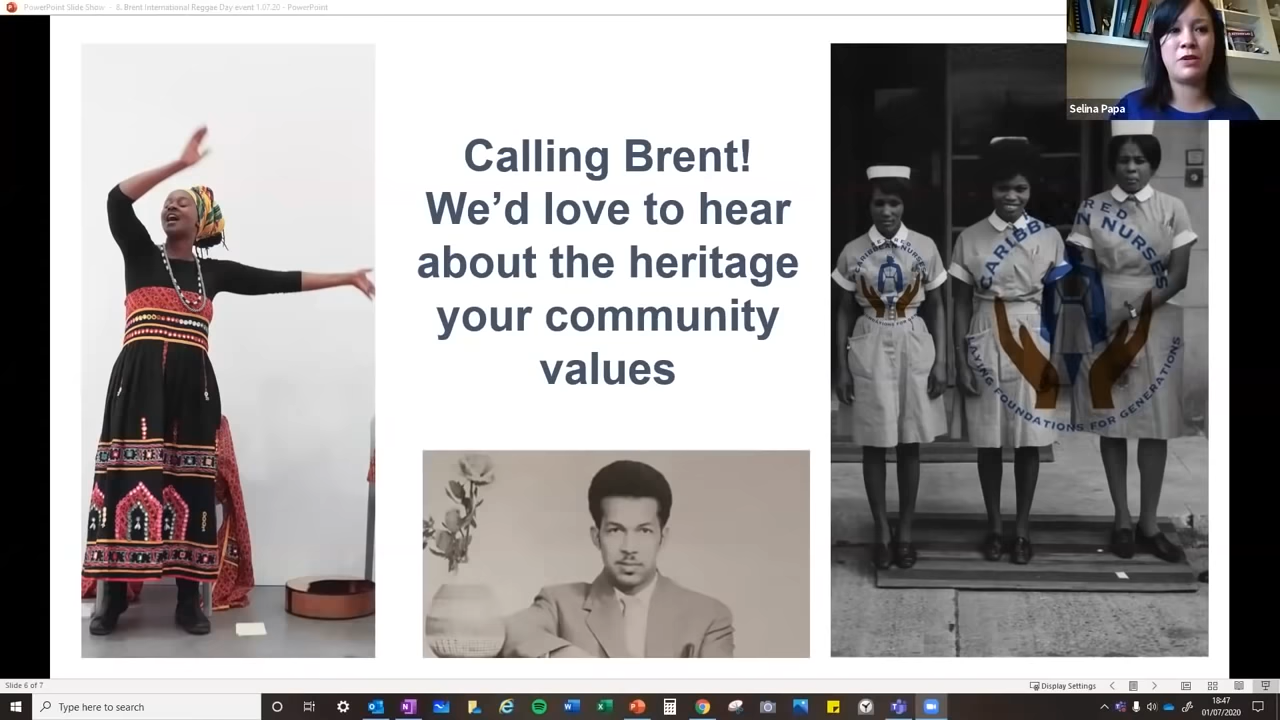 PowerPoint Slide Show - 8. Brent International Reggae Day event 1.07.20 - PowerPoint
Selina Papa
Calling Brent!
We’d love to hear
about the heritage
your community
values
CARIBBEAN NURSES
CARIBBEAN NURSES
LAYING FOUNDATIONS FOR GENERATIONS
Slide 6 of 7
Display Settings
Type here to search
18:47
01/07/2020